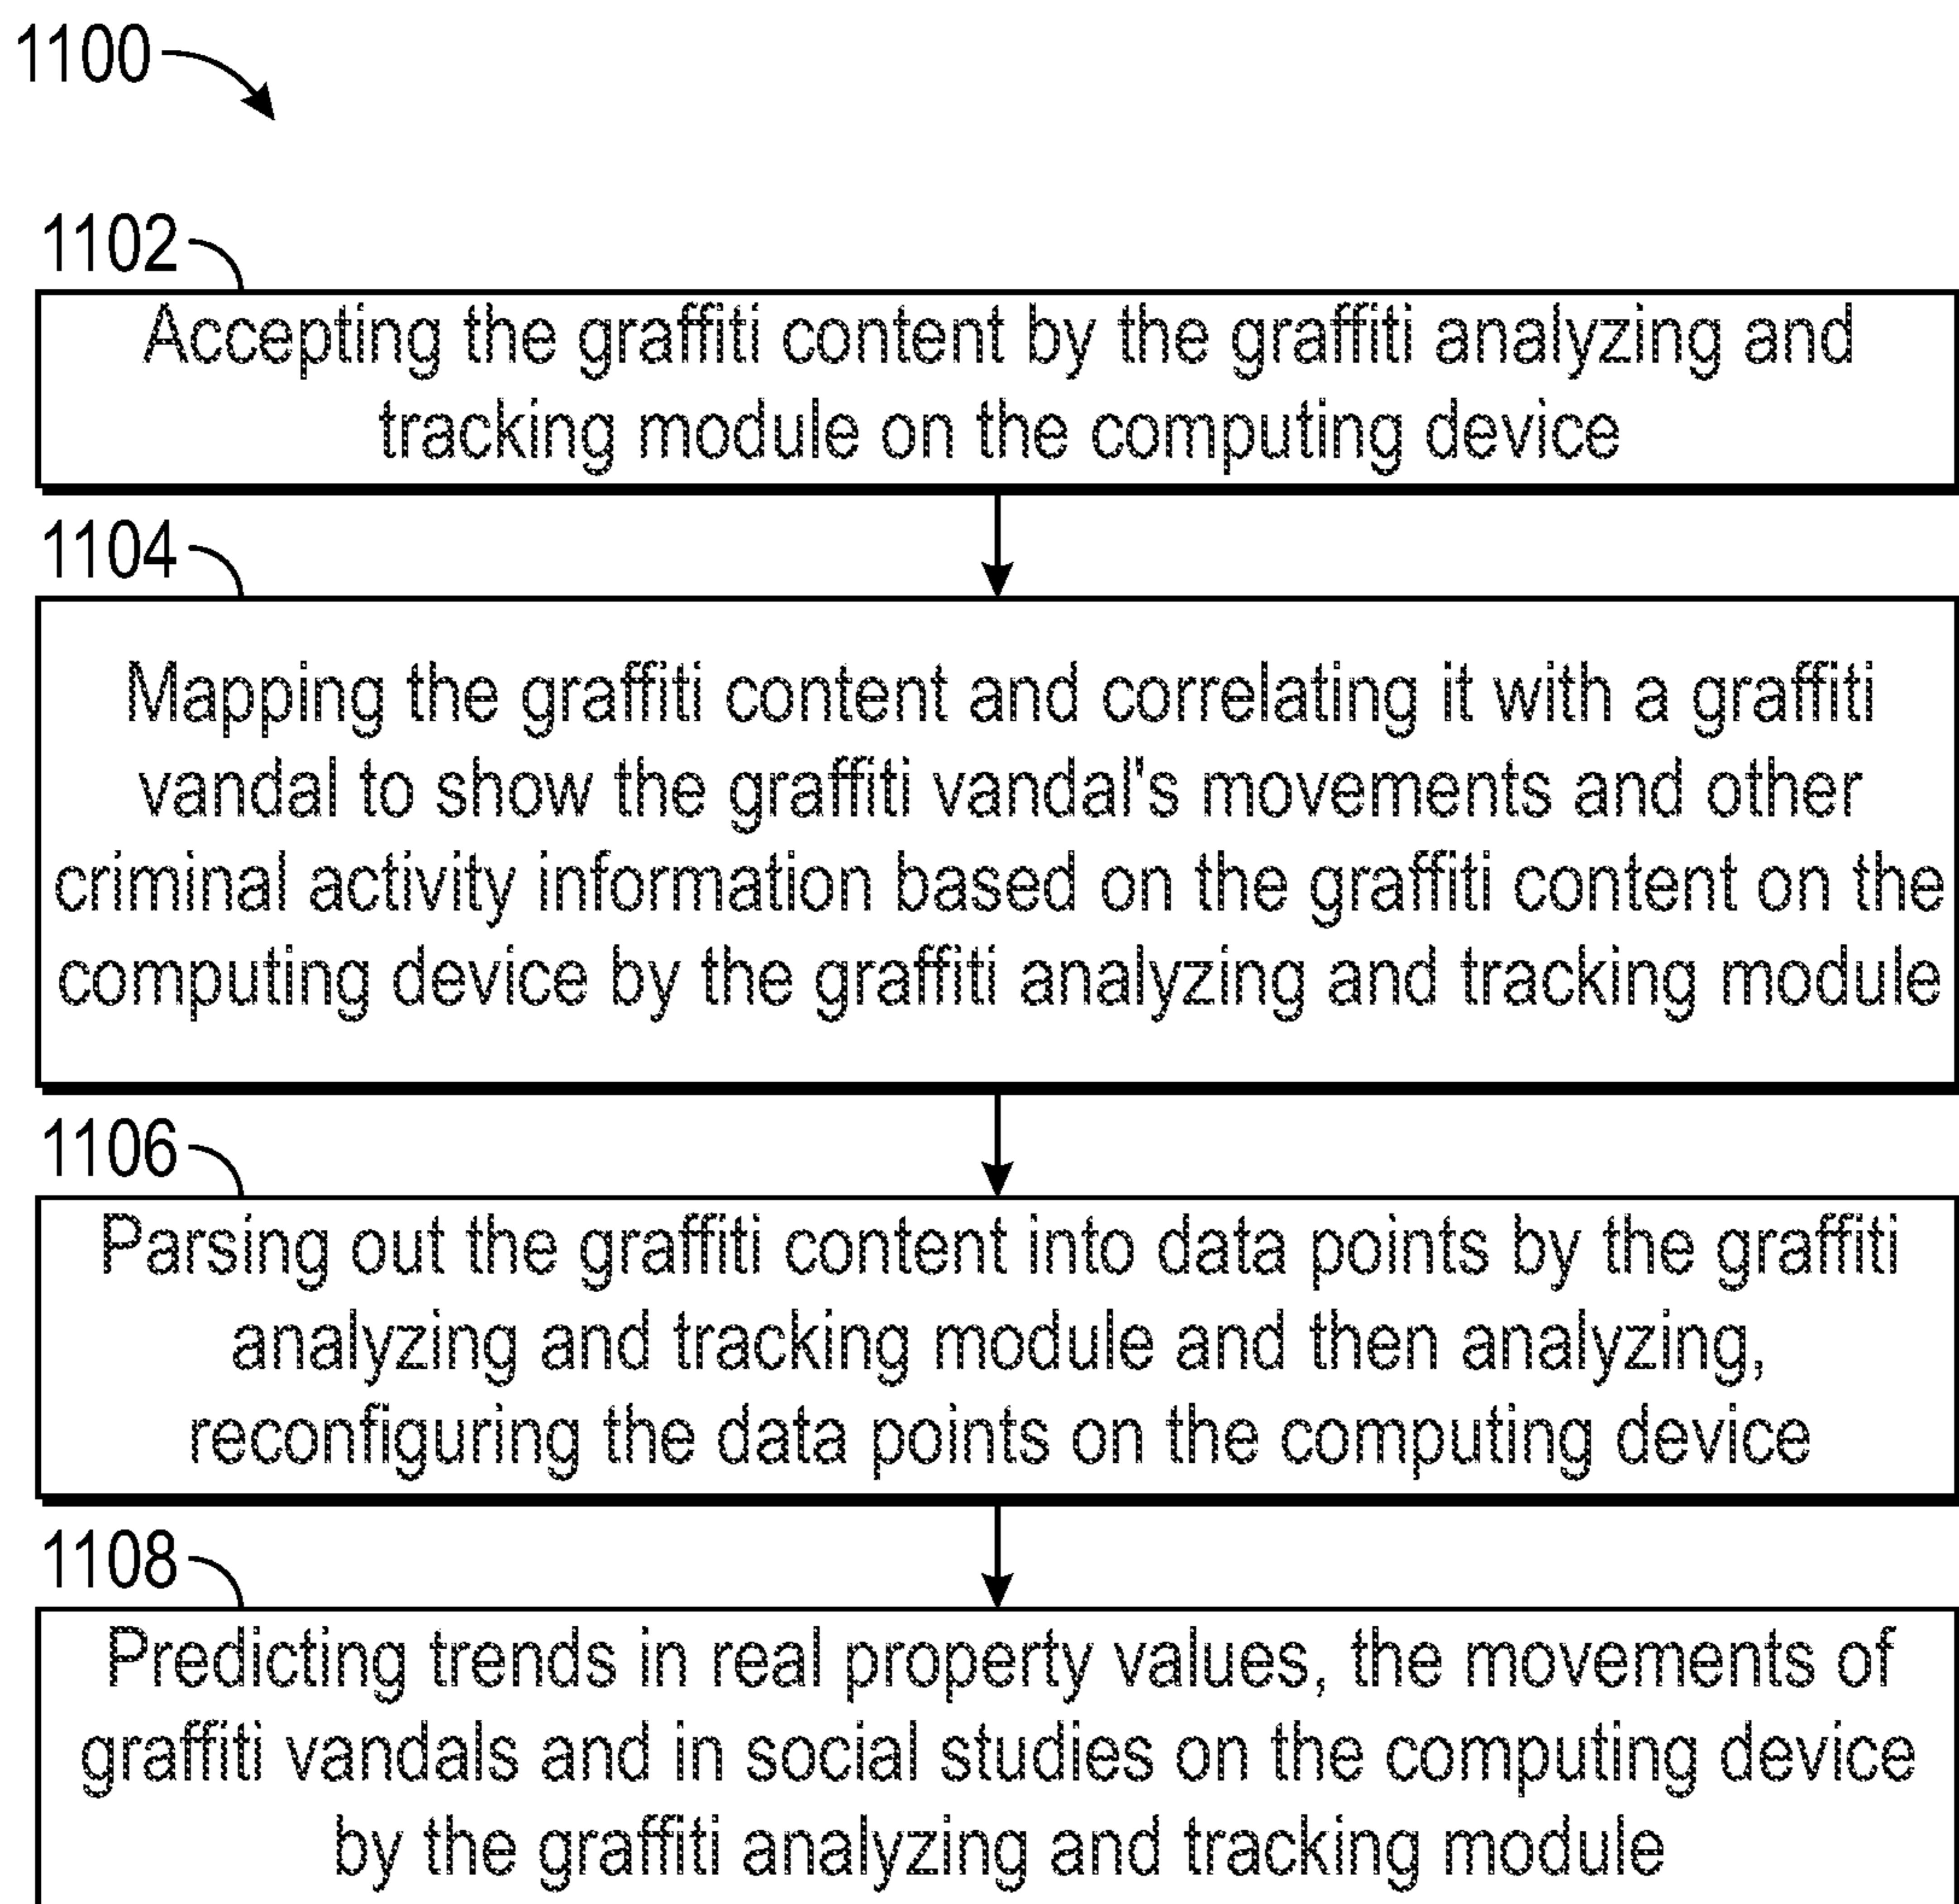 1100
1102
Accepting the graffiti content by the graffiti analyzing and
tracking module on the computing device
1104
Mapping the graffiti content and correlating it with a graffiti
vandal to show the graffiti vandal's movements and other
criminal activity information based on the graffiti content on the
computing device by the graffiti analyzing and tracking module
1106
Parsing out the graffiti content into data points by the graffiti
analyzing and tracking module and then analyzing,
reconfiguring the data points on the computing device
1108
Predicting trends in real property values, the movements of
graffiti vandals and in social studies on the computing device
by the graffiti analyzing and tracking module